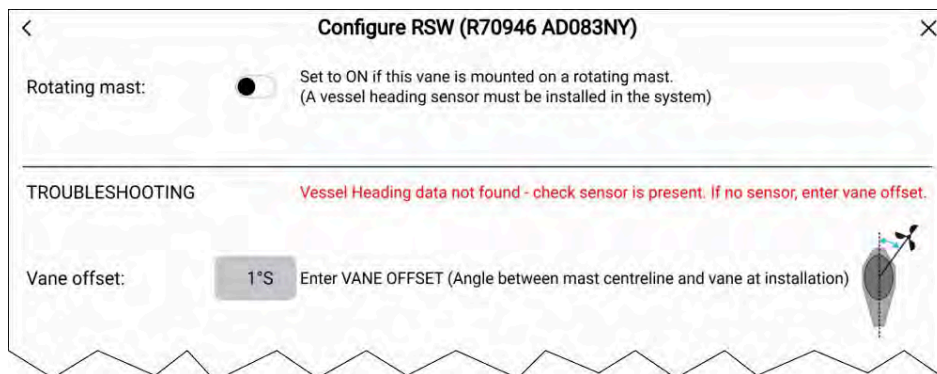 Configure RSW (R70946 AD083NY)
Rotating mast:
Set to ON if this vane is mounted on a rotating mast.
(A vessel heading sensor must be installed in the system)
TROUBLESHOOTING
Vessel Heading data not found - check sensor is present. If no sensor, enter vane offset.
Vane offset:
1°S
Enter VANE OFFSET (Angle between mast centreline and vane at installation)